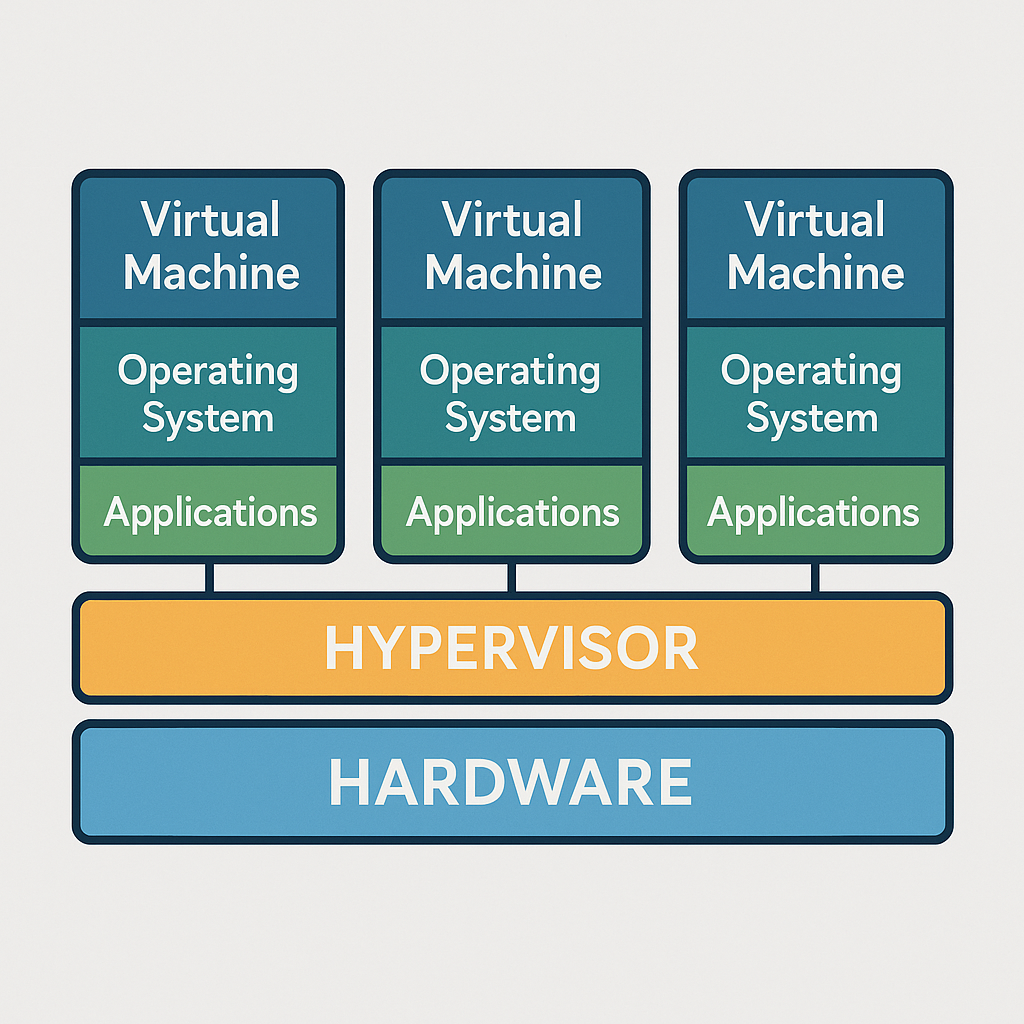 Virtual
Machine
Operating
System
Applications
Virtual
Machine
Operating
System
Applications
Virtual
Machine
Operating
System
Applications
HYPERVISOR
HARDWARE